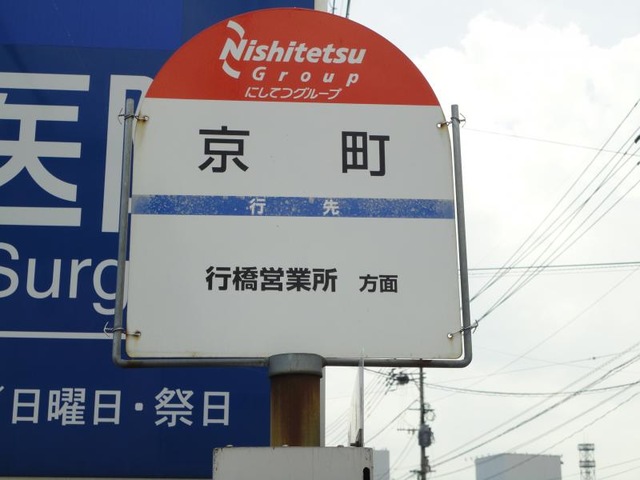 Nishitetsu
Group
にしてつグループ
京町
行先
行橋営業所 方面
医
Surg
日曜日・祭日